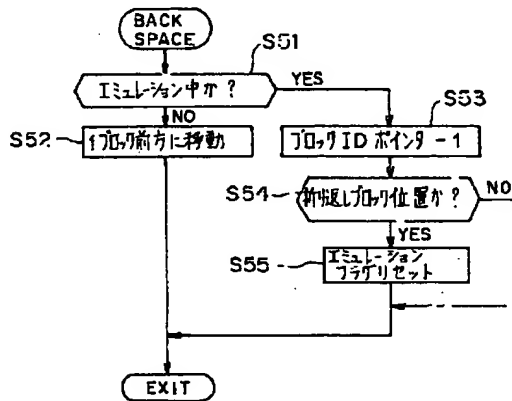 BACK
SPACE
S51
エミュレーション中か?
YES
NO
S53
S52
1ブロック前方に移動
ブロックIDポインタ-1
S54
折り返しブロック位置か?
NO
YES
S55
エミュレーション
フラグリセット
EXIT